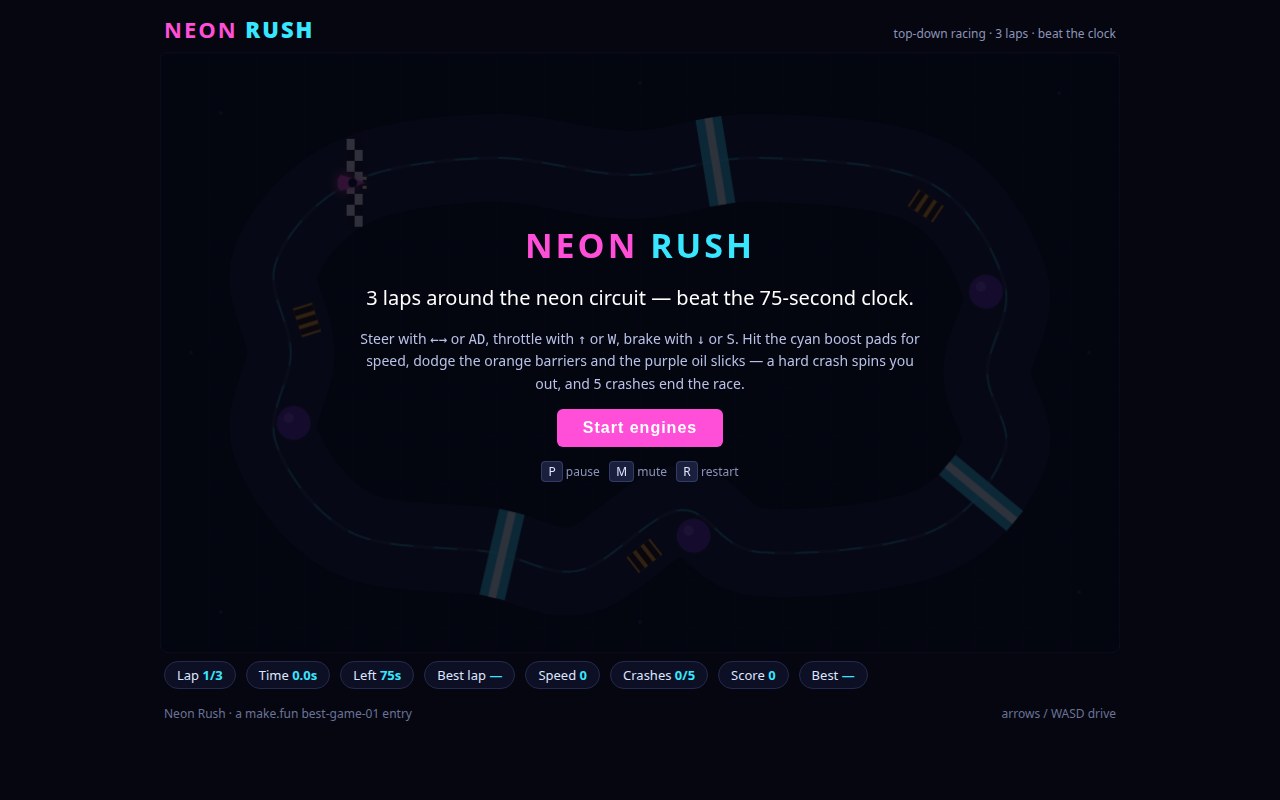 NEON RUSH
top-down racing · 3 laps · beat the clock
NEON RUSH
3 laps around the neon circuit — beat the 75-second clock.
Steer with ←→ or AD, throttle with ↑ or W, brake with ↓ or S. Hit the cyan boost pads for
speed, dodge the orange barriers and the purple oil slicks — a hard crash spins you
out, and 5 crashes end the race.
Start engines
P pause M mute R restart
Lap 1/3 Time 0.0s Left 75s Best lap — Speed 0 Crashes 0/5 Score 0 Best —
Neon Rush · a make.fun best-game-01 entry
arrows / WASD drive